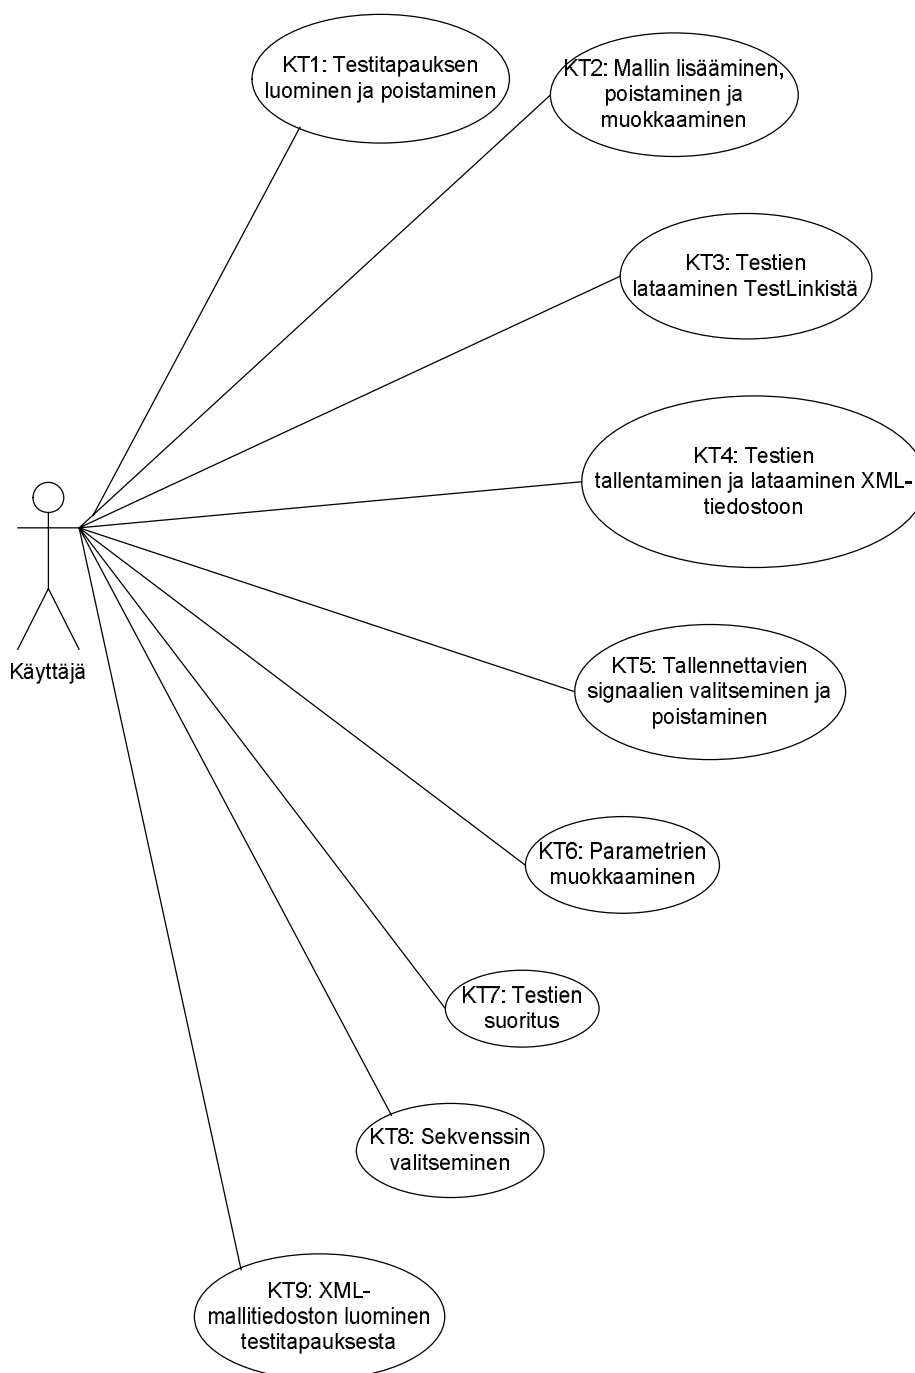 KT1: Testitapauksen
luominen ja poistaminen
KT2: Mallin lisääminen,
poistaminen ja
muokkaaminen
KT3: Testien
lataaminen TestLinkistä
KT4: Testien
tallentaminen ja lataaminen XML-
tiedostoon
Käyttäjä
KT5: Tallennettavien
signaalien valitseminen ja
poistaminen
KT6: Parametrien
muokkaaminen
KT7: Testien
suoritus
KT8: Sekvenssin
valitseminen
KT9: XML-
mallitiedoston luominen
testitapauksesta